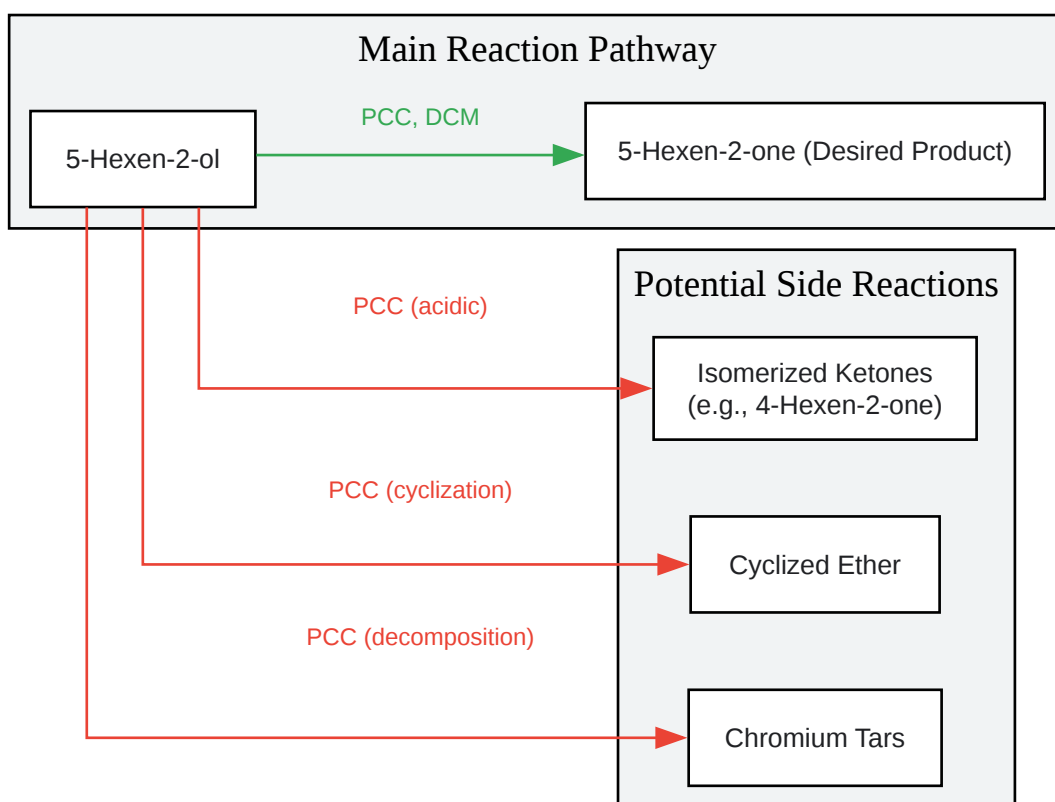 Main Reaction Pathway
PCC, DCM
5-Hexen-2-ol
5-Hexen-2-one (Desired Product)
Potential Side Reactions
PCC (acidic)
Isomerized Ketones
(e.g., 4-Hexen-2-one)
PCC (cyclization)
Cyclized Ether
PCC (decomposition)
Chromium Tars